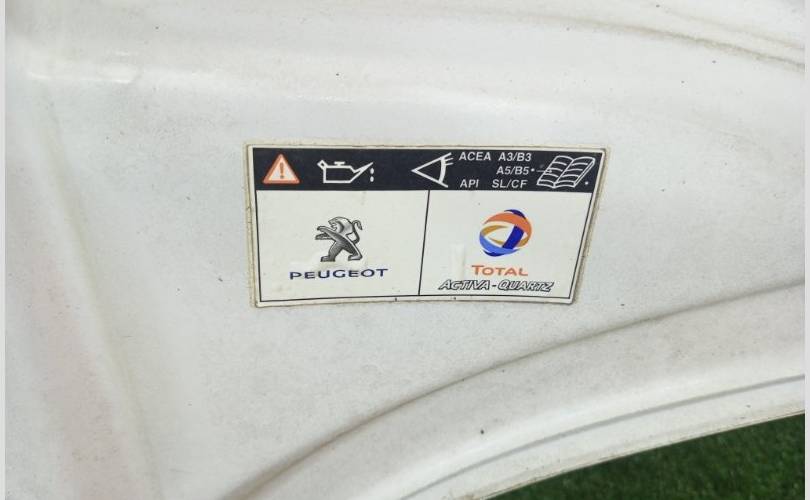 ACEA A3/B3
A5/B5
API SL/CF
PEUGEOT
TOTAL
ACTIVA-QUARTZ